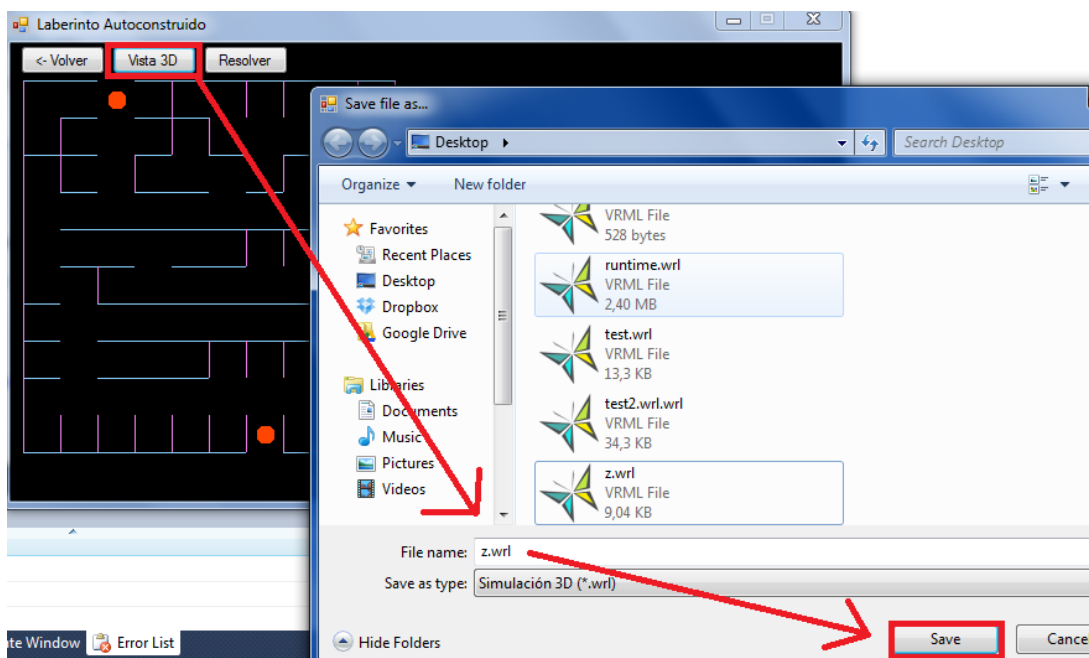 Laberinto Autoconstruido
<- Volver
Vista 3D
Resolver
Save file as...
Desktop
Search Desktop
Organize
New folder
Favorites
Recent Places
Desktop
Dropbox
Google Drive
Libraries
Documents
Music
Pictures
Videos
VRML File
528 bytes
runtime.wrl
VRML File
2,40 MB
test.wrl
VRML File
13,3 KB
test2.wrl.wrl
VRML File
34,3 KB
z.wrl
VRML File
9,04 KB
File name: z.wrl
Save as type: Simulación 3D (*.wrl)
Hide Folders
Save
Cance
Window
Error List